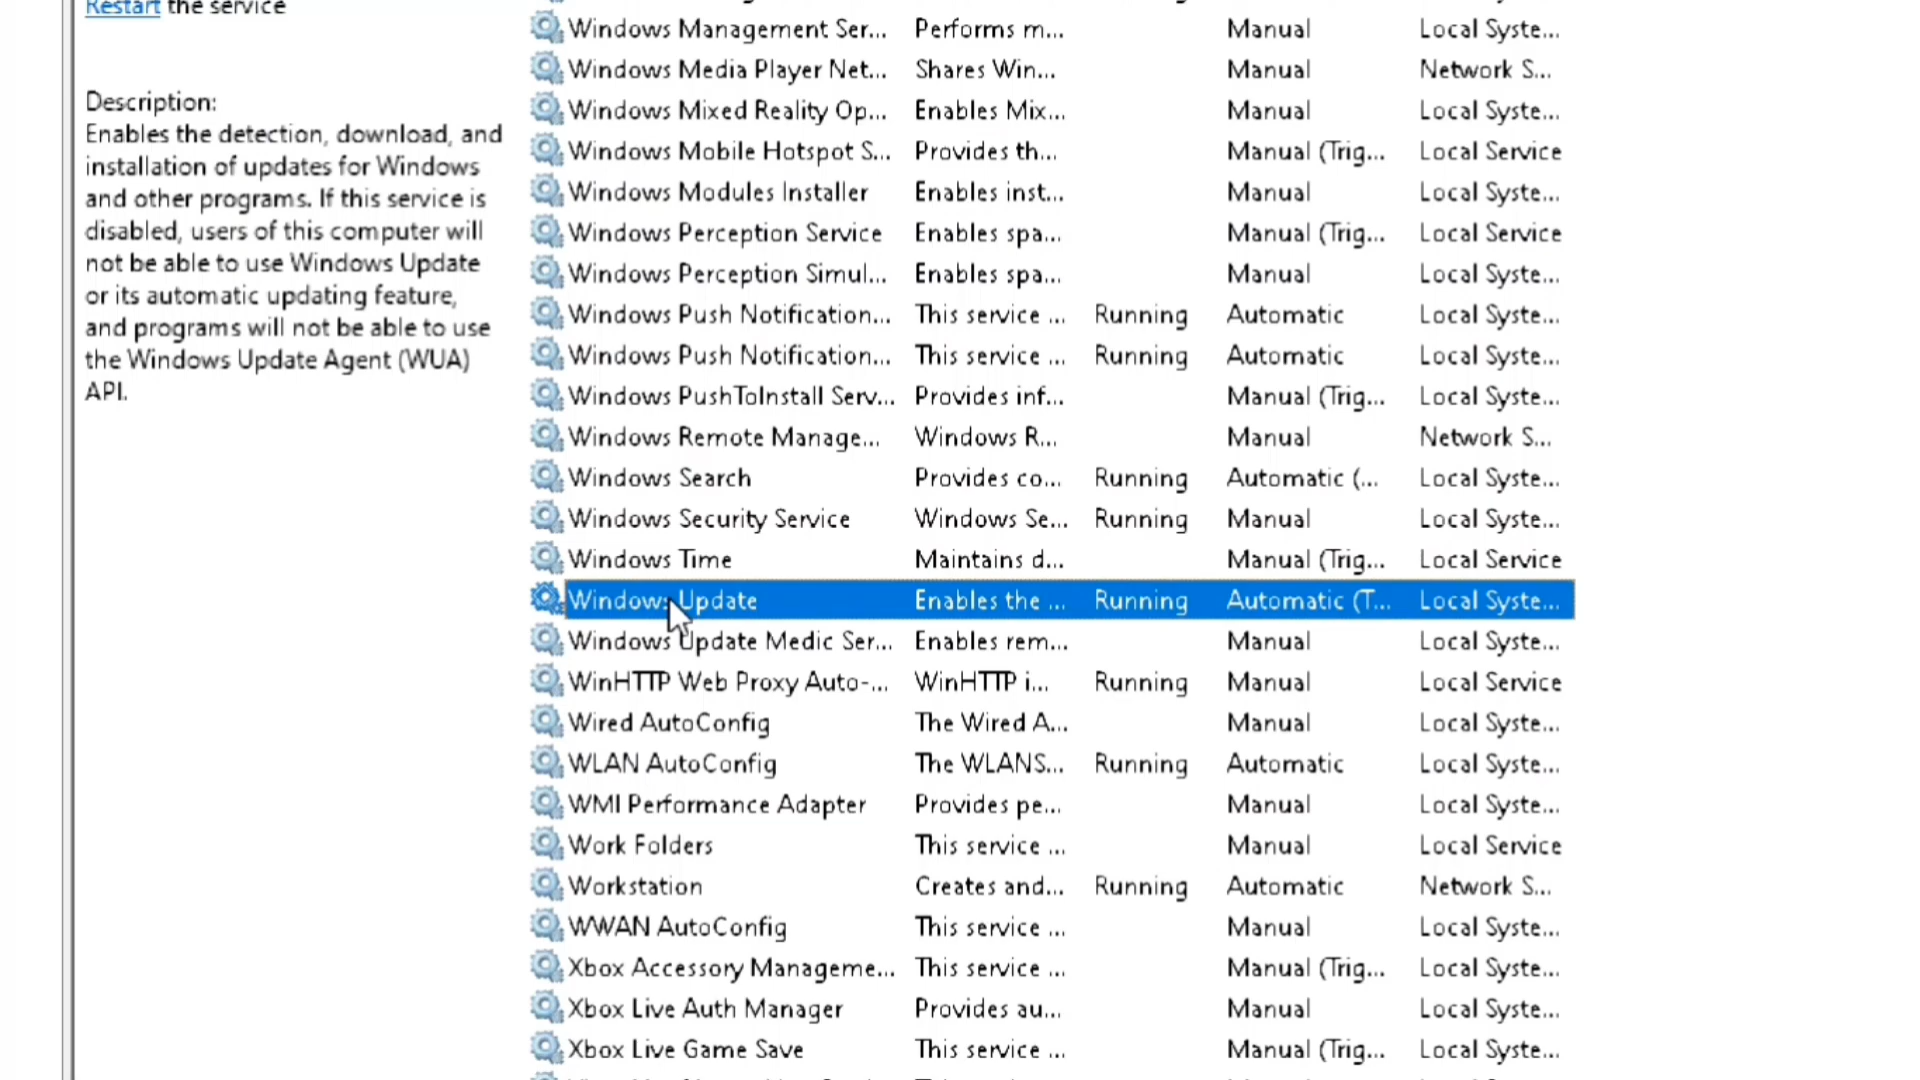 Restart the service
Description:
Enables the detection, download, and
installation of updates for Windows
and other programs. If this service is
disabled, users of this computer will
not be able to use Windows Update
or its automatic updating feature,
and programs will not be able to use
the Windows Update Agent (WUA)
API.
Windows Management Ser... Performs m... Manual Local Syste...
Windows Media Player Net... Shares Win... Manual Network S...
Windows Mixed Reality Op... Enables Mix... Manual Local Syste...
Windows Mobile Hotspot S... Provides th... Manual (Trig... Local Service
Windows Modules Installer Enables inst... Manual Local Syste...
Windows Perception Service Enables spa... Manual (Trig... Local Service
Windows Perception Simul... Enables spa... Manual Local Syste...
Windows Push Notification... This service ... Running Automatic Local Syste...
Windows Push Notification... This service ... Running Automatic Local Syste...
Windows PushToInstall Serv... Provides inf... Manual (Trig... Local Syste...
Windows Remote Manage... Windows R... Manual Network S...
Windows Search Provides co... Running Automatic (... Local Syste...
Windows Security Service Windows Se... Running Manual Local Syste...
Windows Time Maintains d... Manual (Trig... Local Service
Windows Update Enables the ... Running Automatic (T... Local Syste...
Windows Update Medic Ser... Enables rem... Manual Local Syste...
WinHTTP Web Proxy Auto-... WinHTTP i... Running Manual Local Service
Wired AutoConfig The Wired A... Manual Local Syste...
WLAN AutoConfig The WLANS... Running Automatic Local Syste...
WMI Performance Adapter Provides pe... Manual Local Syste...
Work Folders This service ... Manual Local Service
Workstation Creates and... Running Automatic Network S...
WWAN AutoConfig This service ... Manual Local Syste...
Xbox Accessory Manageme... This service ... Manual (Trig... Local Syste...
Xbox Live Auth Manager Provides au... Manual Local Syste...
Xbox Live Game Save This service ... Manual (Trig... Local Syste...